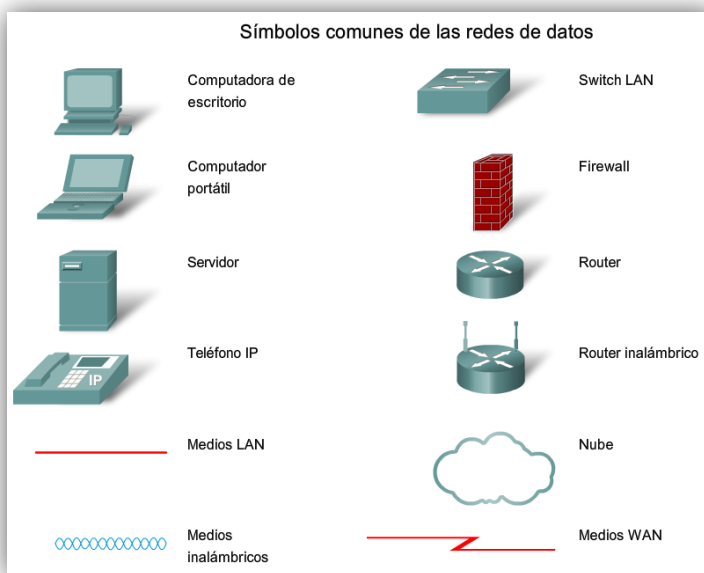 Símbolos comunes de las redes de datos
Computadora de
escritorio
Switch LAN
Computador
portátil
Firewall
Servidor
Router
Teléfono IP
IP
Router inalámbrico
Medios LAN
Nube
Medios
inalámbricos
Medios WAN